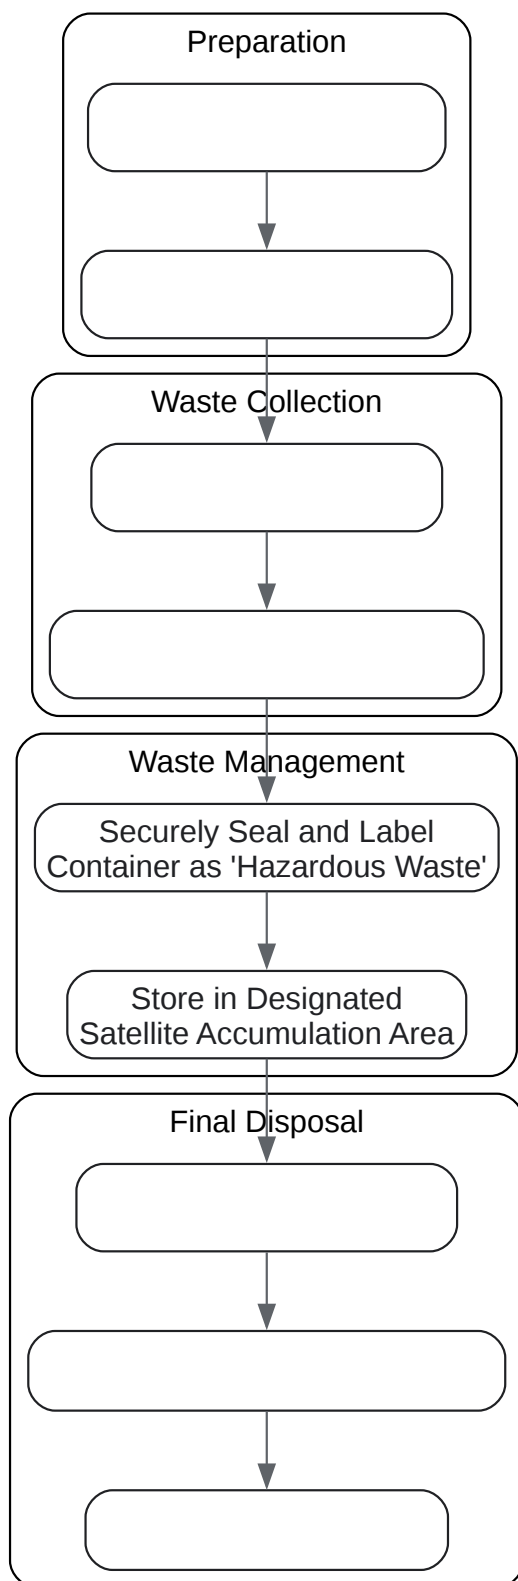 Preparation
Waste Collection
Waste Management
Securely Seal and Label
Container as 'Hazardous Waste'
Store in Designated
Satellite Accumulation Area
Final Disposal